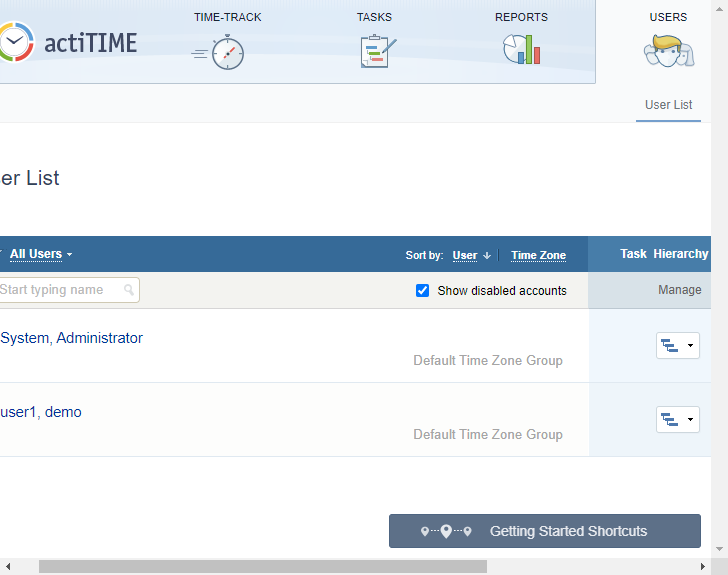 TIME-TRACK TASKS REPORTS USERS
actiTIME
User List
er List
All Users Sort by: User Time Zone Task Hierarchy
Start typing name Show disabled accounts Manage
System, Administrator
Default Time Zone Group
user1, demo
Default Time Zone Group
Getting Started Shortcuts